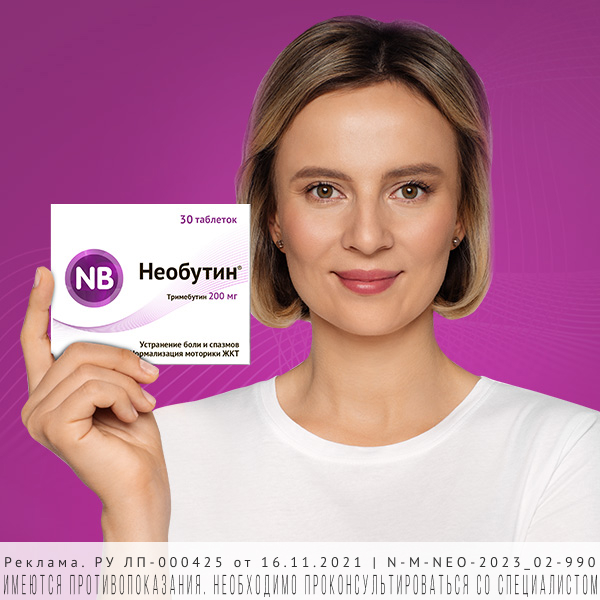 30 таблеток
NB
Необутин®
Тримебутин 200 мг
Устранение боли и спазмов
Нормализация моторики ЖКТ
Реклама. РУ ЛП-000425 от 16.11.2021 | N-M-NEO-2023_02-990
ИМЕЮТСЯ ПРОТИВОПОКАЗАНИЯ. НЕОБХОДИМО ПРОКОНСУЛЬТИРОВАТЬСЯ СО СПЕЦИАЛИСТОМ